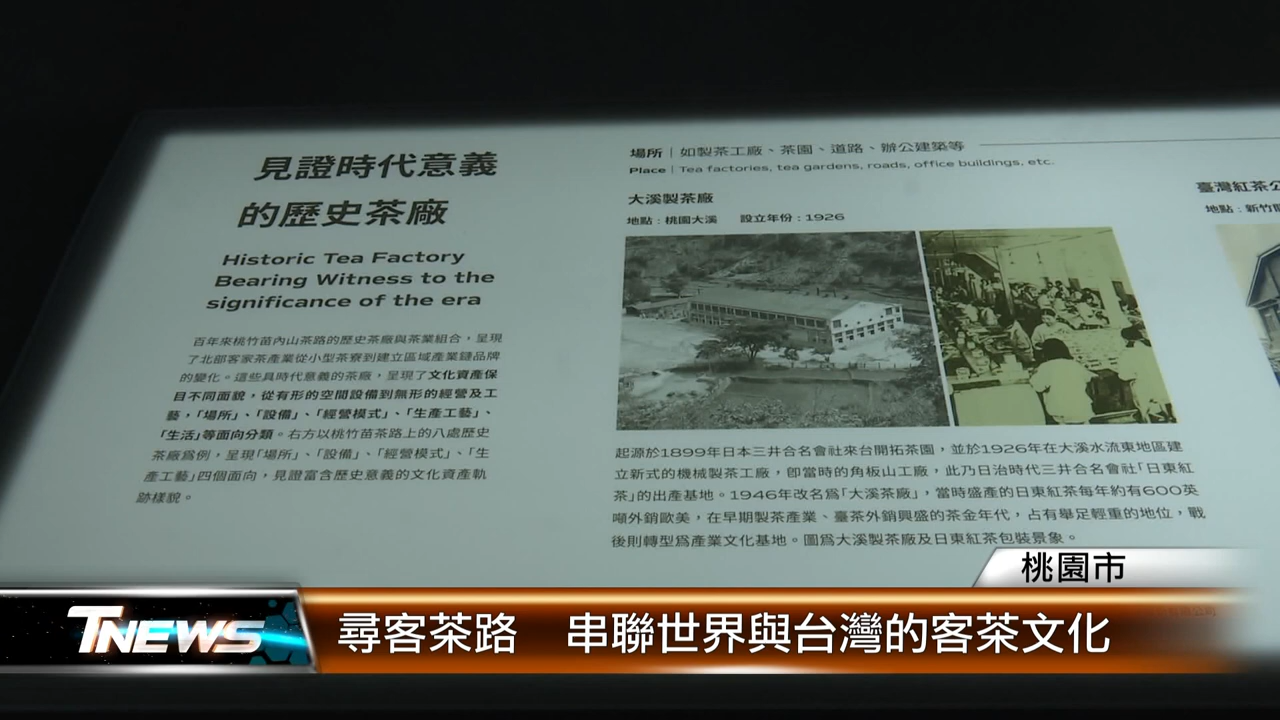 見證時代意義
的歷史茶廠
Historic Tea Factory
Bearing Witness to the
significance of the era
百年來桃竹苗內山茶路的歷史茶廠與茶業組合，呈現
了北部客家茶產業從小型茶寮到建立區域產業鏈品牌
的變化。這些具時代意義的茶廠，呈現了文化資產保
目不同面貌，從有形的空間設備到無形的經營及工
藝，「場所」、「設備」、「經營模式」、「生產工藝」、
「生活」等面向分類。右方以桃竹苗茶路上的八處歷史
茶廠為例，呈現「場所」、「設備」、「經營模式」、「生
產工藝」四個面向，見證富含歷史意義的文化資產軌
跡樣貌。
場所｜如製茶工廠、茶園、道路、辦公建築等
Place｜Tea factories, tea gardens, roads, office buildings, etc.
大溪製茶廠
地點：桃園大溪　設立年份：1926
起源於1899年日本三井合名會社來台開拓茶園，並於1926年在大溪水流東地區建
立新式的機械製茶工廠，即當時的角板山工廠，此乃日治時代三井合名會社「日東紅
茶」的出產基地。1946年改名為「大溪茶廠」，當時盛產的日東紅茶每年約有600英
噸外銷歐美，在早期製茶產業、臺茶外銷興盛的茶金年代，占有舉足輕重的地位，戰
後則轉型為產業文化基地。圖為大溪製茶廠及日東紅茶包裝景象。
臺灣紅茶公
地點：新竹
桃園市
TNEWS
尋客茶路　串聯世界與台灣的客茶文化